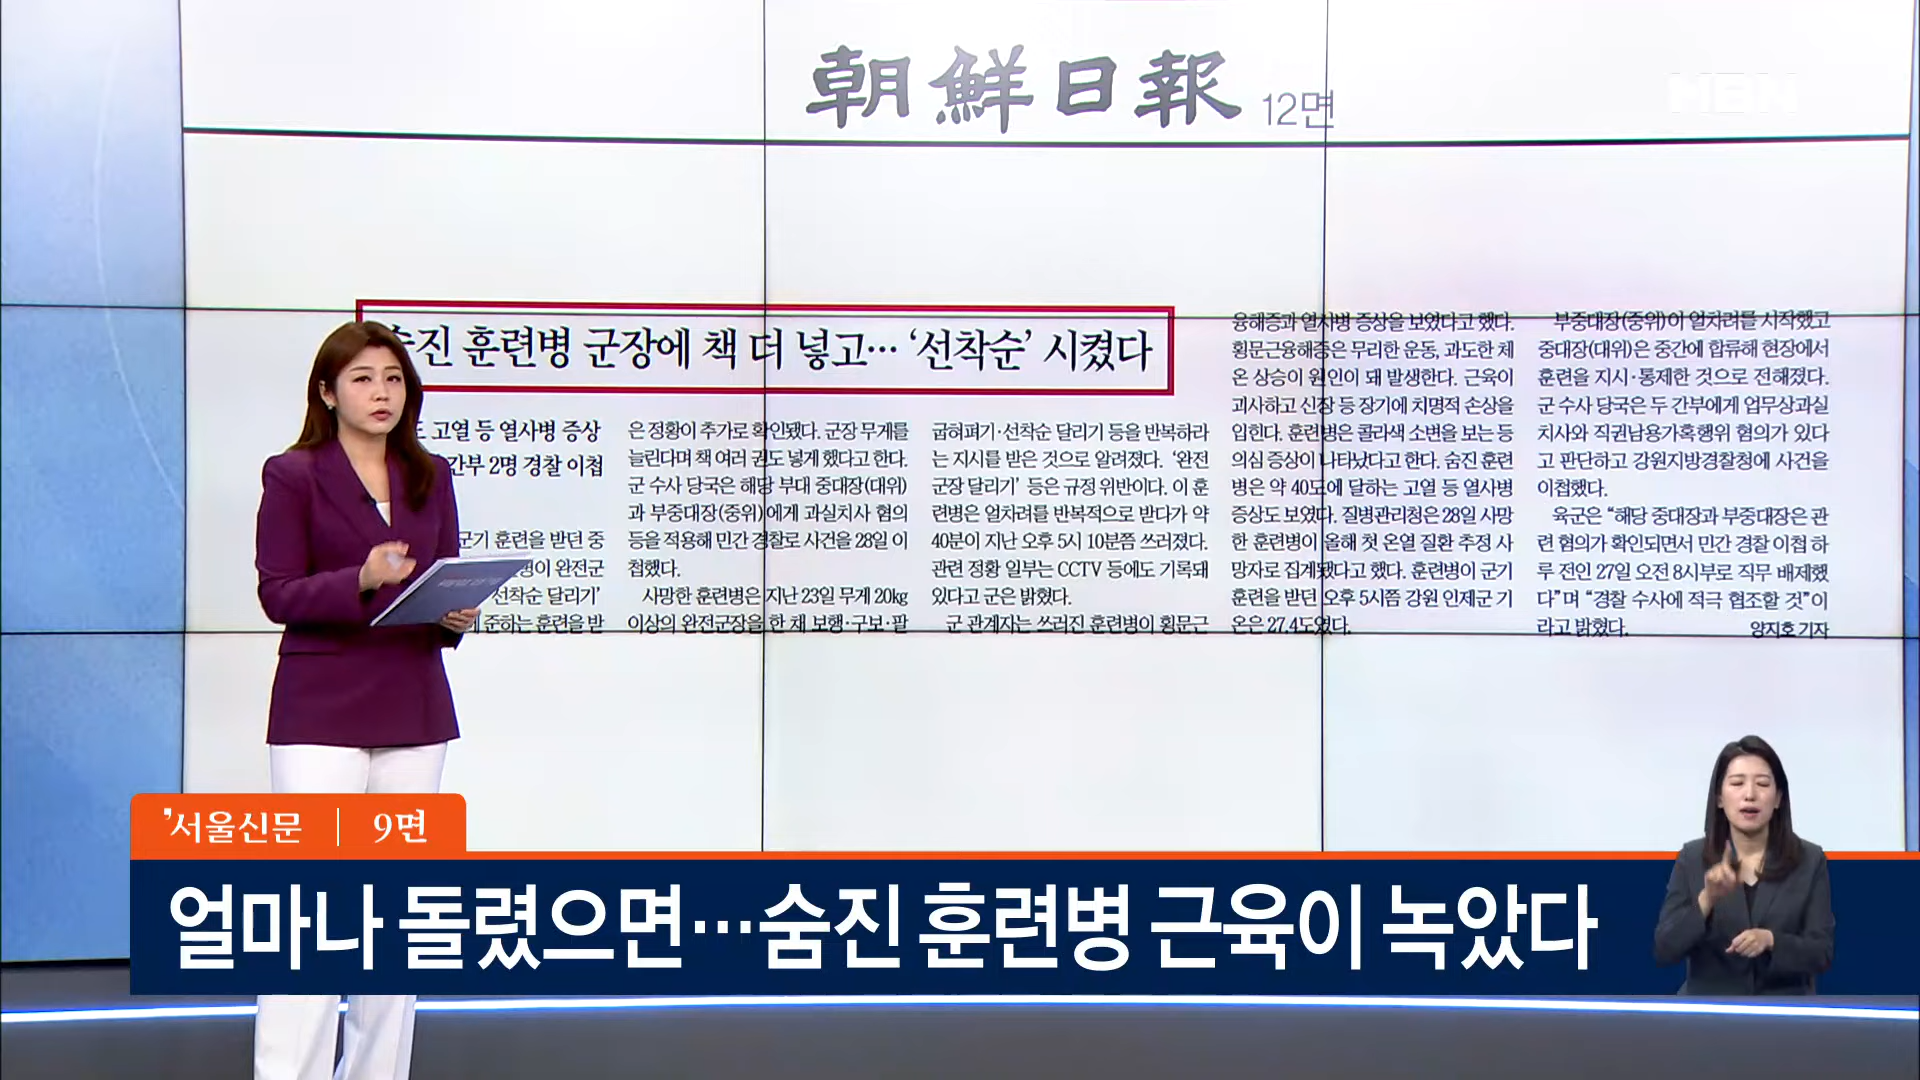 朝鮮日報 12면
MBN
숨진 훈련병 군장에 책 더 넣고… ‘선착순’ 시켰다
고열 등 열사병 증상
간부 2명 경찰 이첩
군기 훈련을 받던 중
완전군
선착순 달리기’
준하는 훈련을 받
은 정황이 추가로 확인됐다. 군장 무게를
늘린다며 책 여러 권도 넣게 했다고 한다.
군 수사 당국은 해당 부대 중대장(대위)
과 부중대장(중위)에게 과실치사 혐의
등을 적용해 민간 경찰로 사건을 28일 이
첩했다.
사망한 훈련병은 지난 23일 무게 20kg
이상의 완전군장을 한 채 보행·구보·팔
굽혀펴기·선착순 달리기 등을 반복하라
는 지시를 받은 것으로 알려졌다. ‘완전
군장 달리기’ 등은 규정 위반이다. 이 훈
련병은 얼차려를 반복적으로 받다가 약
40분이 지난 오후 5시 10분쯤 쓰러졌다.
관련 정황 일부는 CCTV 등에도 기록돼
있다고 군은 밝혔다.
군 관계자는 쓰러진 훈련병이 횡문근
융해증과 열사병 증상을 보였다고 했다.
횡문근융해증은 무리한 운동, 과도한 체
온 상승이 원인이 돼 발생한다. 근육이
괴사하고 신장 등 장기에 치명적 손상을
입힌다. 훈련병은 콜라색 소변을 보는 등
의심 증상이 나타났다고 한다. 숨진 훈련
병은 약 40도에 달하는 고열 등 열사병
증상도 보였다. 질병관리청은 28일 사망
한 훈련병이 올해 첫 온열 질환 추정 사
망자로 집계됐다고 했다. 훈련병이 군기
훈련을 받던 오후 5시쯤 강원 인제군 기
온은 27.4도였다.
부중대장(중위)이 얼차려를 시작했고
중대장(대위)은 중간에 합류해 현장에서
훈련을 지시·통제한 것으로 전해졌다.
군 수사 당국은 두 간부에게 업무상과실
치사와 직권남용가혹행위 혐의가 있다
고 판단하고 강원지방경찰청에 사건을
이첩했다.
육군은 “해당 중대장과 부중대장은 관
련 혐의가 확인되면서 민간 경찰 이첩 하
루 전인 27일 오전 8시부로 직무 배제했
다”며 “경찰 수사에 적극 협조할 것”이
라고 밝혔다. 양지호 기자
서울신문 | 9면
얼마나 돌렸으면…숨진 훈련병 근육이 녹았다